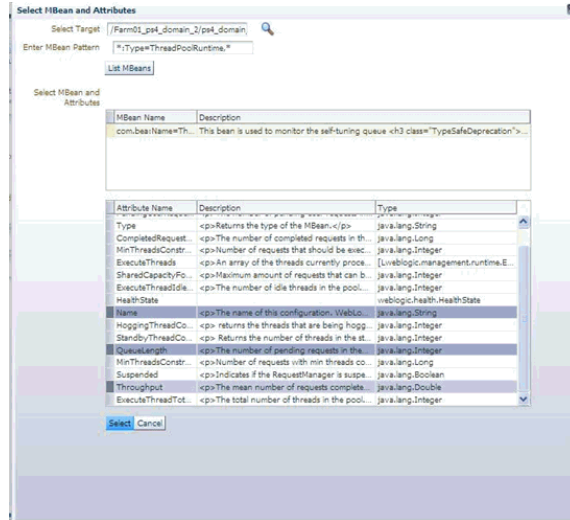 Select MBean and Attributes
Select Target /Farm01_ps4_domain_2/ps4_domain
Enter MBean Pattern *:Type=ThreadPoolRuntime,*
List MBeans
Select MBean and
Attributes
MBean Name Description
com.bea:Name=Th... This bean is used to monitor the self-tuning queue <h3 class="TypeSafeDeprecation">...
Attribute Name Description Type
Type <p>Returns the type of the MBean.</p> java.lang.String
CompletedRequest... <p>The number of completed requests in th... java.lang.Long
MinThreadsConstr... <p>Number of requests that should be exec... java.lang.Integer
ExecuteThreads <p>An array of the threads currently proce... [Lweblogic.management.runtime.E...
SharedCapacityFo... <p>Maximum amount of requests that can b... java.lang.Integer
ExecuteThreadIdle... <p>The number of idle threads in the pool.... java.lang.Integer
HealthState weblogic.health.HealthState
Name <p>The name of this configuration. WebLo... java.lang.String
HoggingThreadCo... <p> returns the threads that are being hogg... java.lang.Integer
StandbyThreadCo... <p> Returns the number of threads in the st... java.lang.Integer
QueueLength <p>The number of pending requests in the... java.lang.Integer
MinThreadsConstr... <p>Number of requests with min threads co... java.lang.Long
Suspended <p>Indicates if the RequestManager is suspe... java.lang.Boolean
Throughput <p>The mean number of requests complete... java.lang.Double
ExecuteThreadTot... <p>The total number of threads in the pool.... java.lang.Integer
Select Cancel